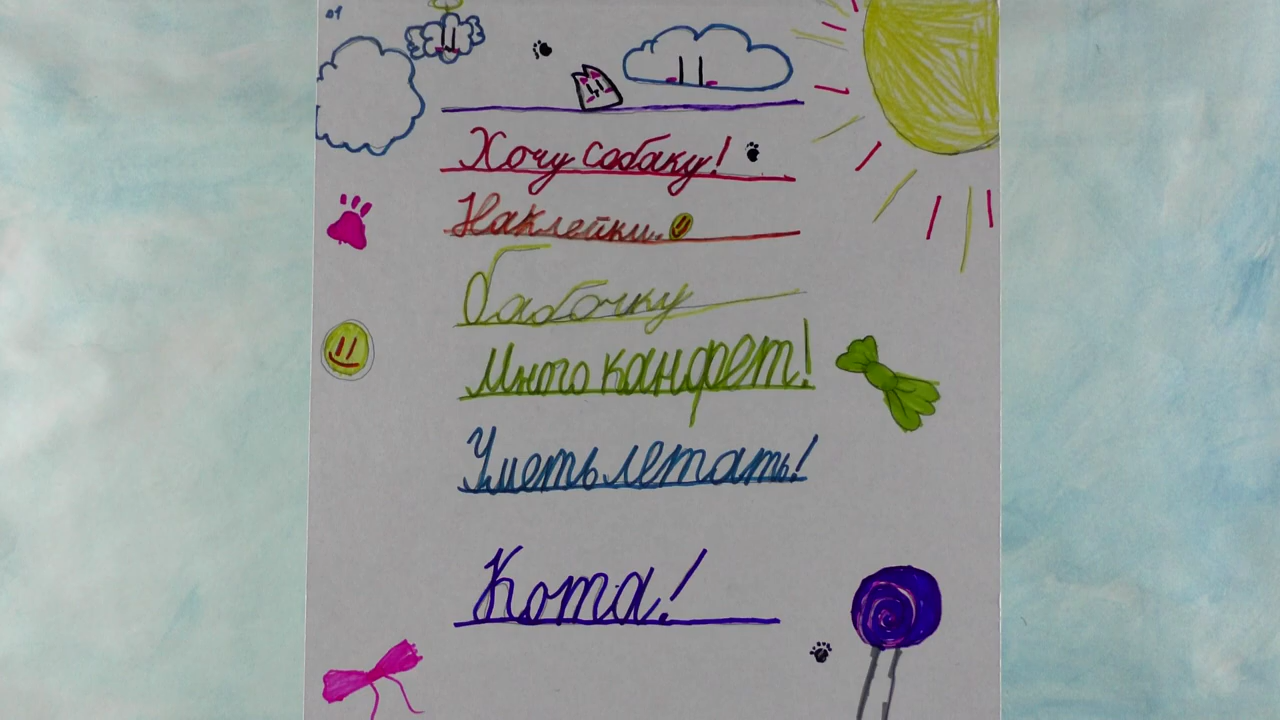 Хочу собаку!
Наклейки.
бабочку
Много канфет!
Уметь летать!
Кота!